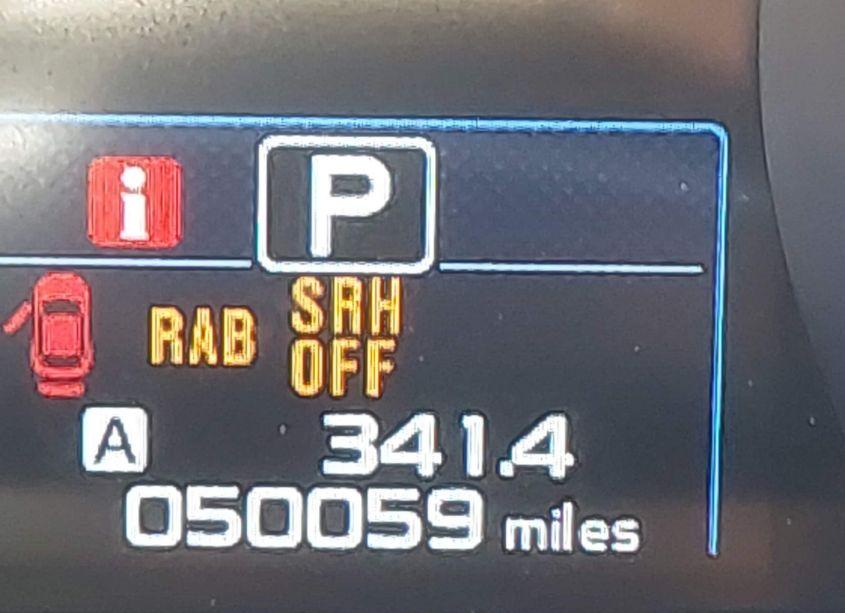 i P
RAB SRH
OFF
A 341.4
050059 miles